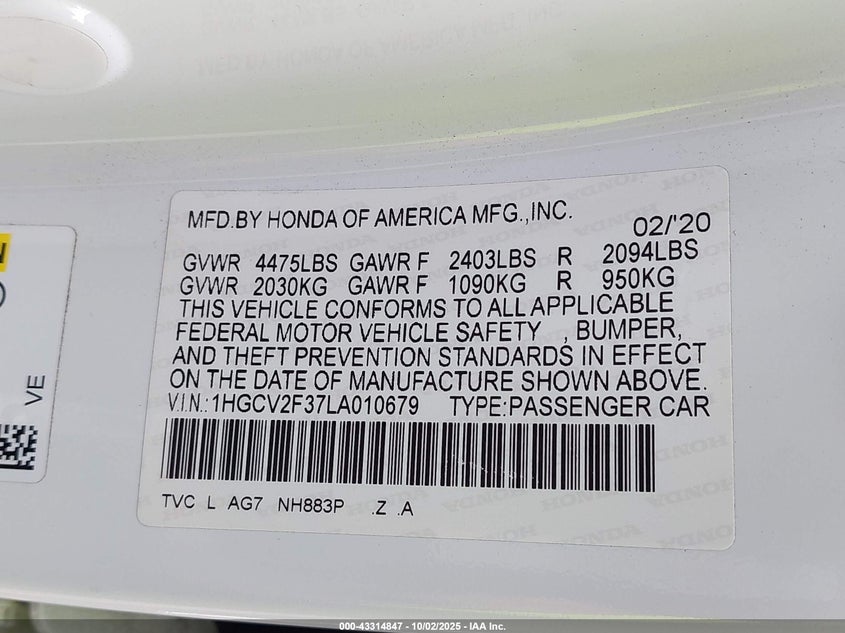 MFD.BY HONDA OF AMERICA MFG.,INC.
02/'20
GVWR 4475LBS GAWR F 2403LBS R 2094LBS
GVWR 2030KG GAWR F 1090KG R 950KG
THIS VEHICLE CONFORMS TO ALL APPLICABLE
FEDERAL MOTOR VEHICLE SAFETY , BUMPER,
AND THEFT PREVENTION STANDARDS IN EFFECT
ON THE DATE OF MANUFACTURE SHOWN ABOVE.
V.I.N.:1HGCV2F37LA010679 TYPE:PASSENGER CAR
TVC L AG7 NH883P .Z .A
VE
000-43314847 - 10/02/2025 - IAA Inc.